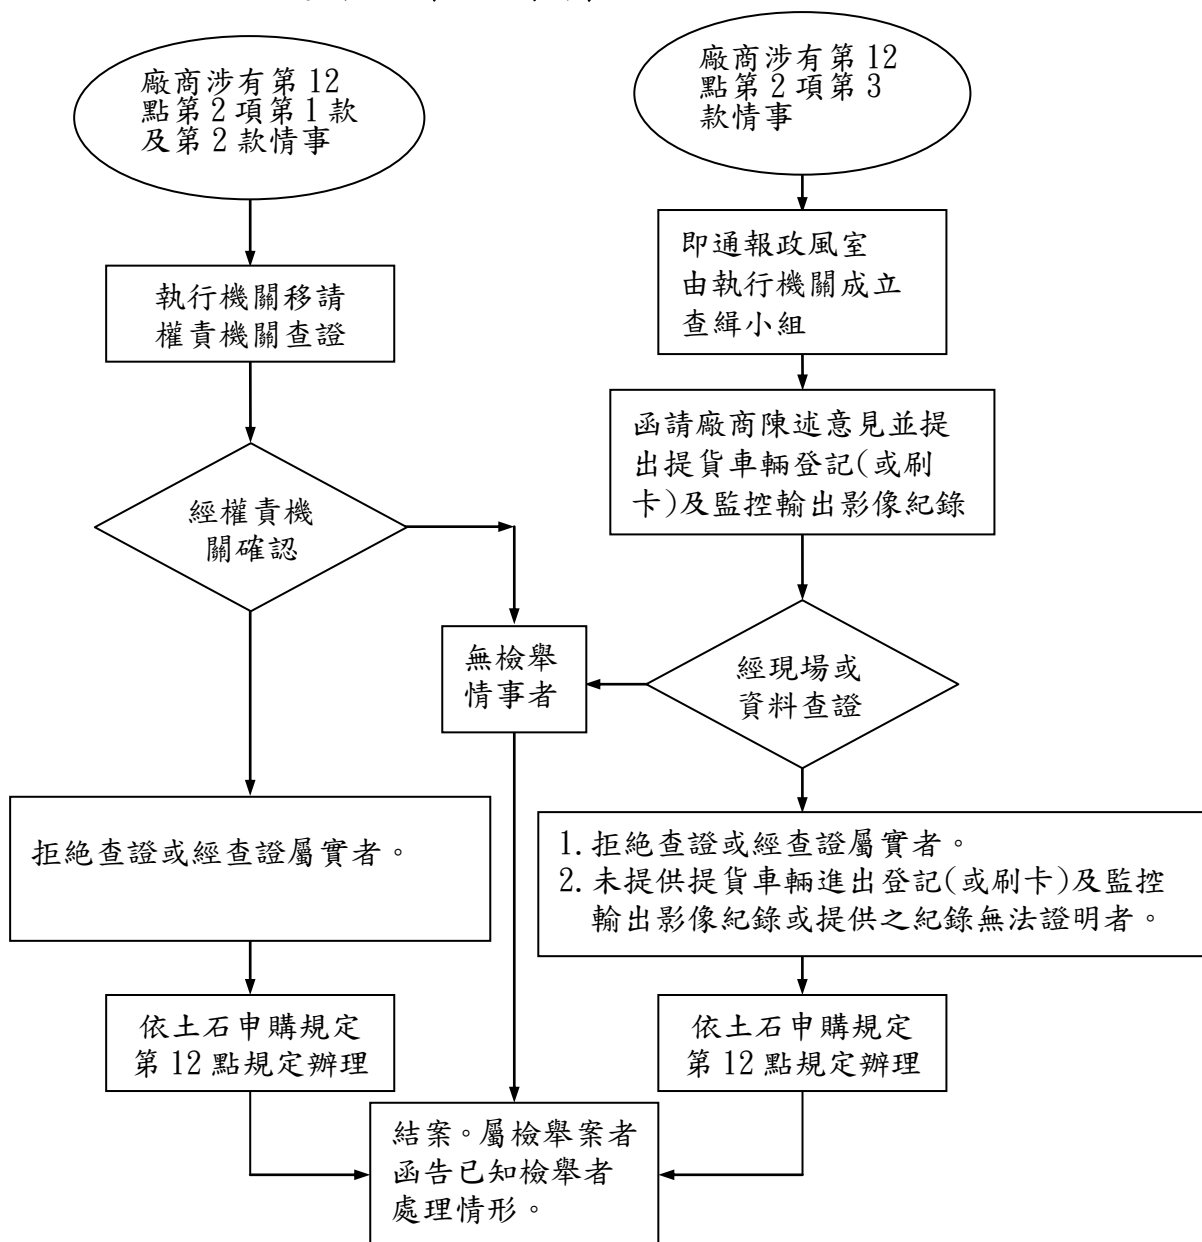 廠商涉有第12
點第2項第1款
及第2款情事
廠商涉有第12
點第2項第3
款情事
執行機關移請
權責機關查證
即通報政風室
由執行機關成立
查緝小組
函請廠商陳述意見並提
出提貨車輛登記(或刷
卡)及監控輸出影像紀錄
經權責機
關確認
無檢舉
情事者
經現場或
資料查證
拒絕查證或經查證屬實者。
1.拒絕查證或經查證屬實者。
2.未提供提貨車輛進出登記(或刷卡)及監控
輸出影像紀錄或提供之紀錄無法證明者。
依土石申購規定
第12點規定辦理
依土石申購規定
第12點規定辦理
結案。屬檢舉案者
函告已知檢舉者
處理情形。